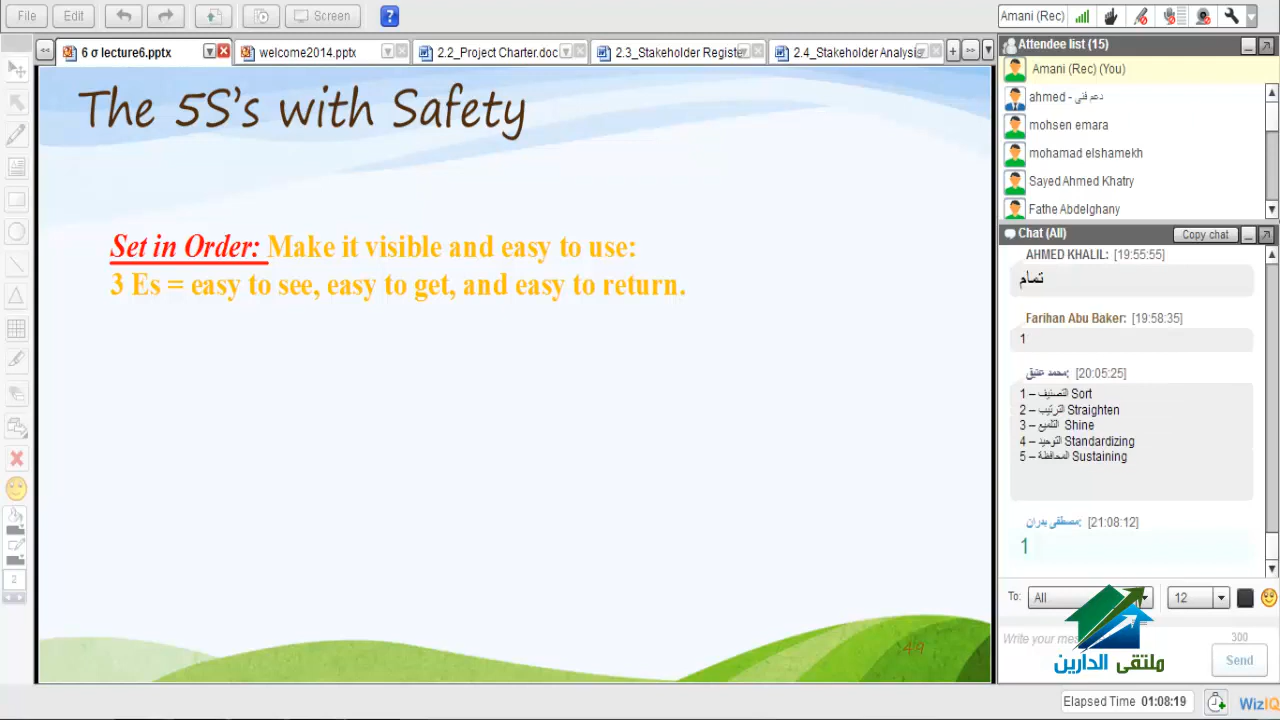 File
Edit
Screen
?
Amani (Rec)
<<
6 σ lecture6.pptx
welcome2014.pptx
2.2_Project Charter.doc
2.3_Stakeholder Registe
2.4_Stakeholder Analysis
+
>>
Attendee list (15)
Amani (Rec) (You)
ahmed - دعم فنى
mohsen emara
mohamad elshamekh
Sayed Ahmed Khatry
Fathe Abdelghany
The 5S's with Safety
Set in Order: Make it visible and easy to use:
3 Es = easy to see, easy to get, and easy to return.
49
2
Chat (All)
Copy chat
AHMED KHALIL: [19:55:55]
تمام
Farihan Abu Baker: [19:58:35]
1
محمد عتيق: [20:05:25]
1 – التصنيف Sort
2 – الترتيب Straighten
3 – التلميع Shine
4 – التوحيد Standardizing
5 – المحافظة Sustaining
مصطفى بدران: [21:08:12]
1
To:
All
12
Write your mes
300
Send
ملتقى الدارين
Elapsed Time 01:08:19
WizIQ